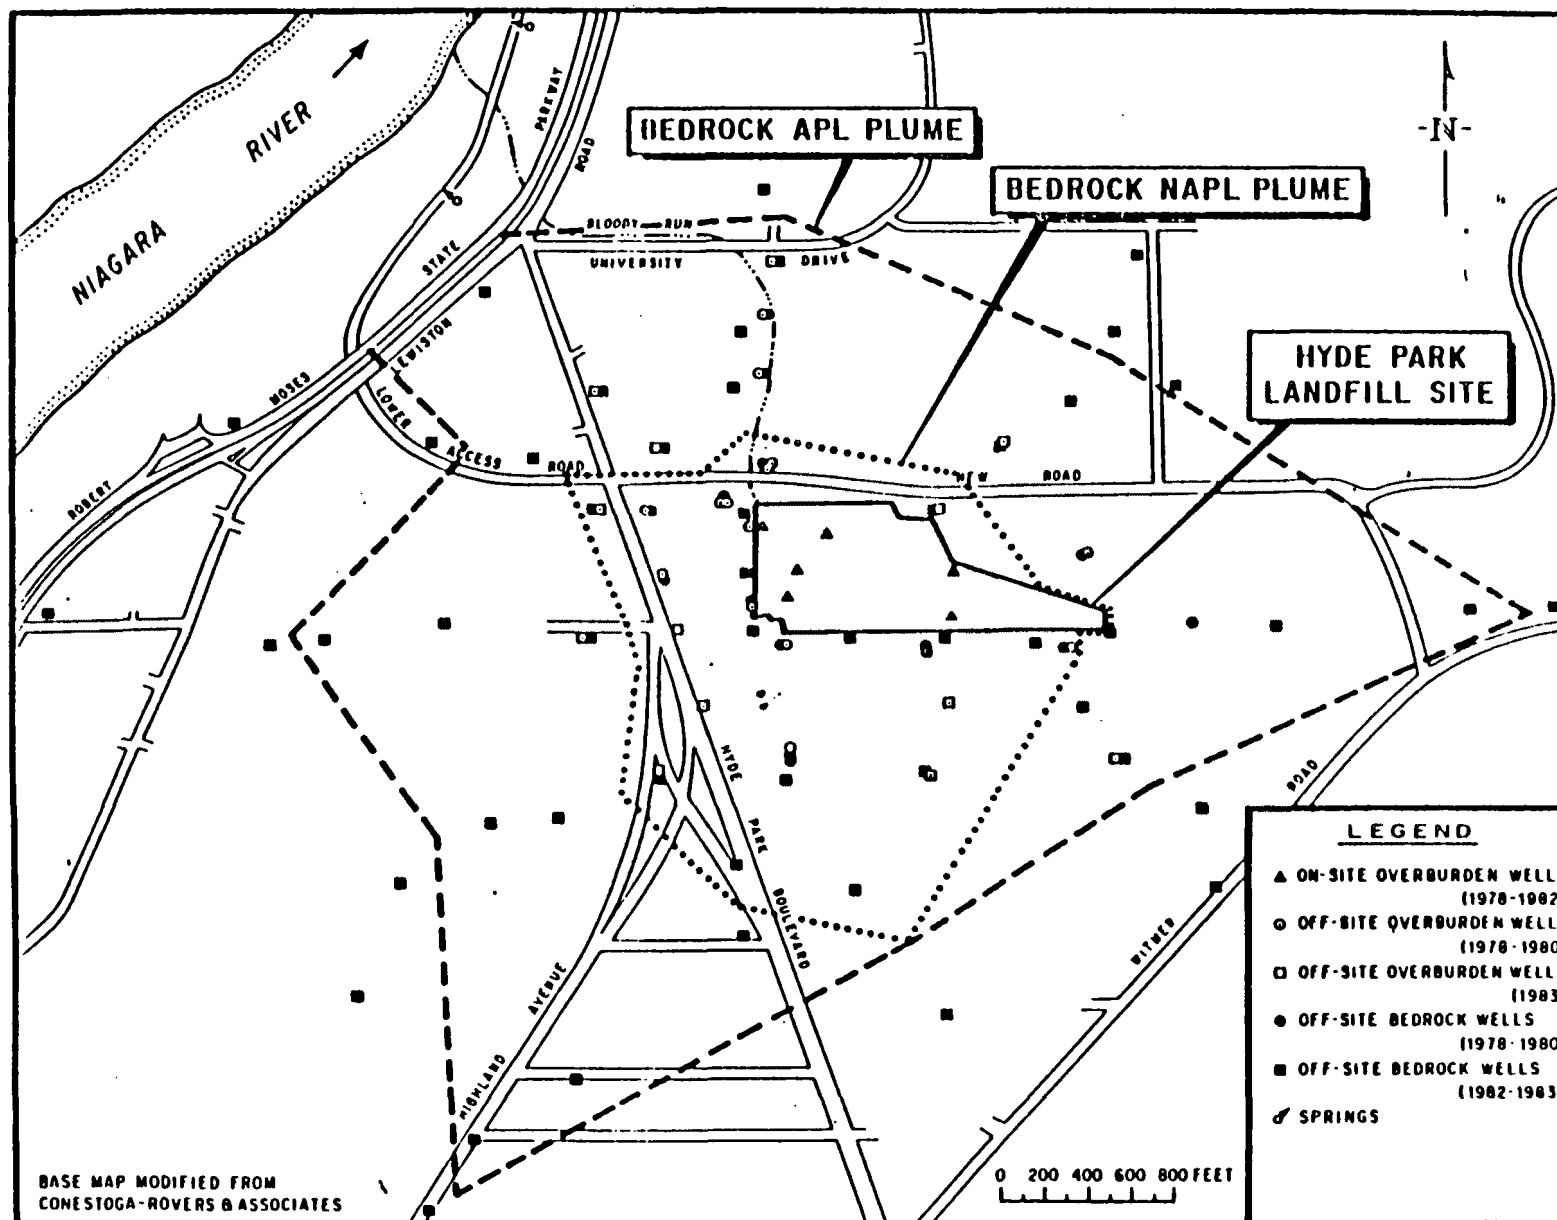 BEDROCK APL PLUME
BEDROCK NAPL PLUME
HYDE PARK
LANDFILL SITE
-N-
NIAGARA
RIVER
PARKWAY
ROAD
STATE
LEWISTON
MOSES
ROBERT
BLOODY RUN
UNIVERSITY DRIVE
LOWER
ACCESS
ROAD
NEW
ROAD
HYDE
PARK
BOULEVARD
HIGHLAND
AVENUE
WITMER
ROAD
LEGEND
ON-SITE OVERBURDEN WELL
(1978-1982
OFF-SITE OVERBURDEN WELL
(1978-1980
OFF-SITE OVERBURDEN WELL
(1983
OFF-SITE BEDROCK WELLS
(1978-1980
OFF-SITE BEDROCK WELLS
(1982-1983
SPRINGS
0 200 400 600 800 FEET
BASE MAP MODIFIED FROM
CONESTOGA-ROVERS & ASSOCIATES